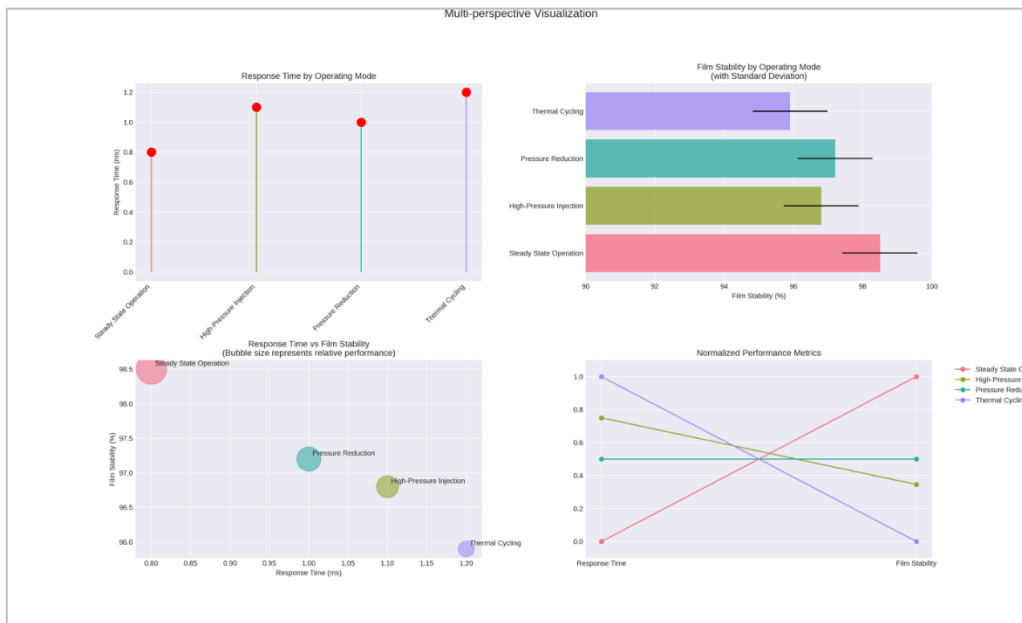 Multi-perspective Visualization
Response Time by Operating Mode
Response Time (ms)
1.2
1.0
0.8
0.6
0.4
0.2
0.0
Steady State Operation
High-Pressure Injection
Pressure Reduction
Thermal Cycling
Film Stability by Operating Mode
(with Standard Deviation)
Thermal Cycling
Pressure Reduction
High-Pressure Injection
Steady State Operation
90 92 94 96 98 100
Film Stability (%)
Response Time vs Film Stability
(Bubble size represents relative performance)
Film Stability (%)
98.5
98.0
97.5
97.0
96.5
96.0
Steady State Operation
Pressure Reduction
High-Pressure Injection
Thermal Cycling
0.80 0.85 0.90 0.95 1.00 1.05 1.10 1.15 1.20
Response Time (ms)
Normalized Performance Metrics
1.0
0.8
0.6
0.4
0.2
0.0
Response Time Film Stability
Steady State
High-Pressure
Pressure
Thermal